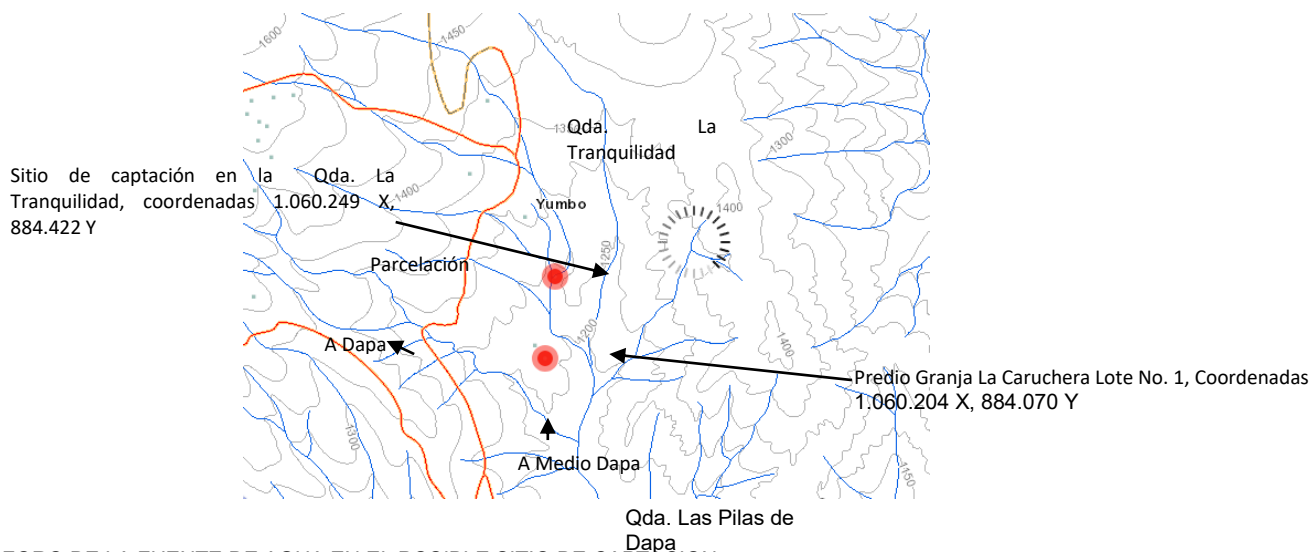 1600
1450
1350
Qda. La
Tranquilidad
1300
Sitio de captación en la Qda. La
Tranquilidad, coordenadas 1.060.249 X,
884.422 Y
1400
Yumbo
1400
1250
Parcelación
1200
1400
A Dapa
Predio Granja La Caruchera Lote No. 1, Coordenadas
1.060.204 X, 884.070 Y
1300
A Medio Dapa
1150
Qda. Las Pilas de
Dapa